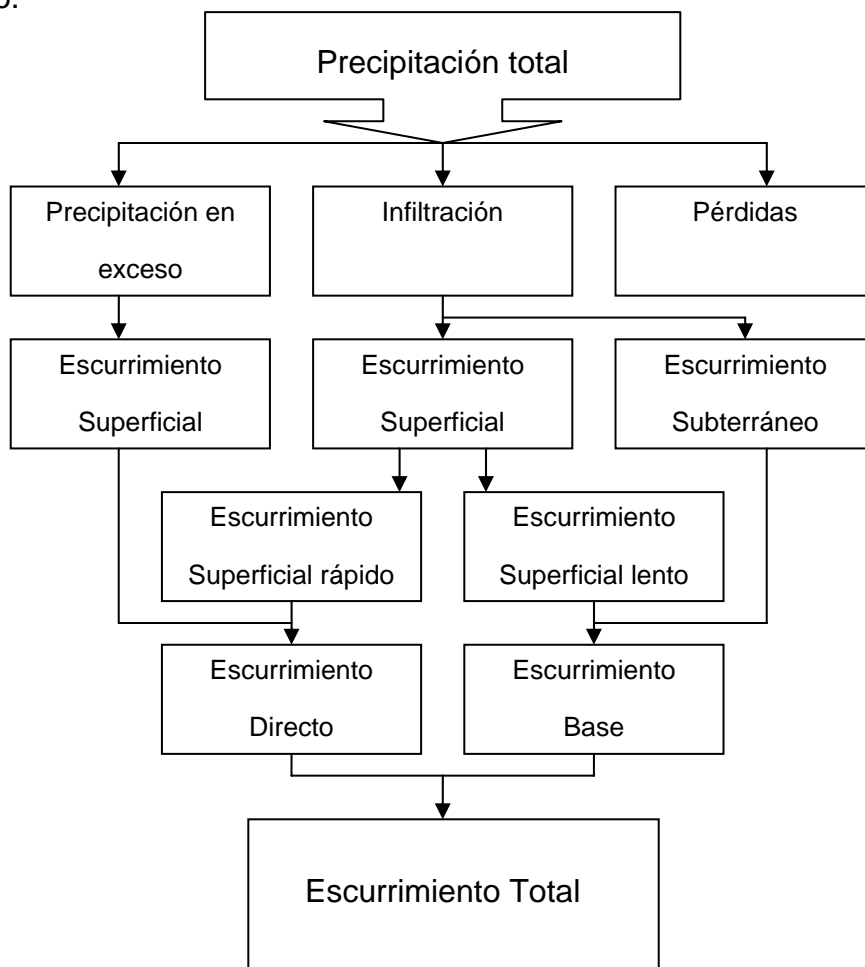 o.
Precipitación total
Precipitación en
exceso
Infiltración
Pérdidas
Escurrimiento
Superficial
Escurrimiento
Superficial
Escurrimiento
Subterráneo
Escurrimiento
Superficial rápido
Escurrimiento
Superficial lento
Escurrimiento
Directo
Escurrimiento
Base
Escurrimiento Total